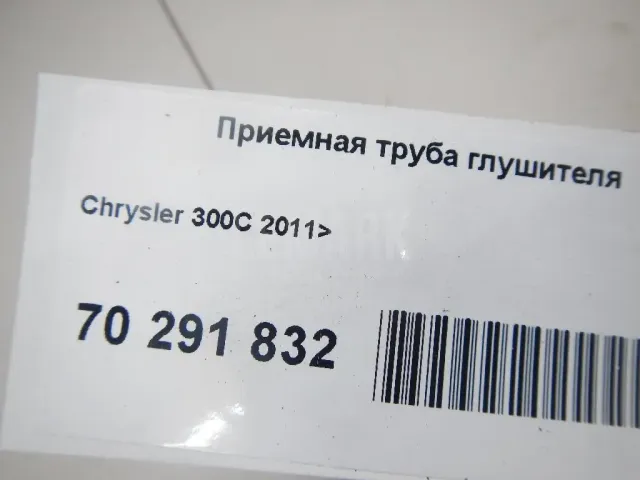 Приемная труба глушителя
Chrysler 300C 2011>
70 291 832